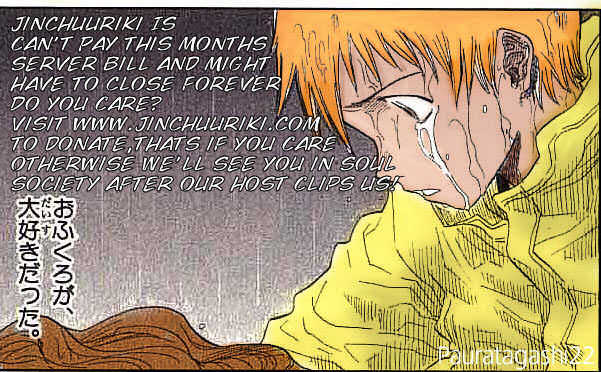 JINCHUURIKI IS
CAN'T PAY THIS MONTHS
SERVER BILL AND MIGHT
HAVE TO CLOSE FOREVER
DO YOU CARE?
VISIT WWW.JINCHUURIKI.COM
TO DONATE,THATS IF YOU CARE
OTHERWISE WE'LL SEE YOU IN SOUL
SOCIETY AFTER OUR HOST CLIPS US!
おふくろが、
大好きだった。
だいす
Pauratagashi22